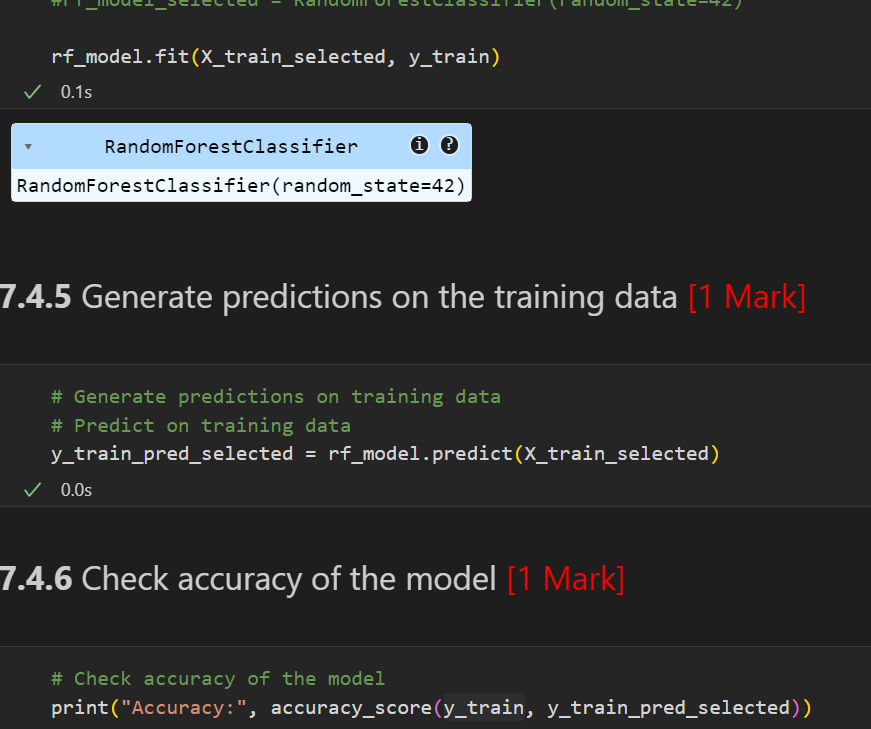 #rf_model_selected = RandomForestClassifier(random_state=42)
rf_model.fit(X_train_selected, y_train)
0.1s
RandomForestClassifier
RandomForestClassifier(random_state=42)
7.4.5 Generate predictions on the training data [1 Mark]
# Generate predictions on training data
# Predict on training data
y_train_pred_selected = rf_model.predict(X_train_selected)
0.0s
7.4.6 Check accuracy of the model [1 Mark]
# Check accuracy of the model
print("Accuracy:", accuracy_score(y_train, y_train_pred_selected))